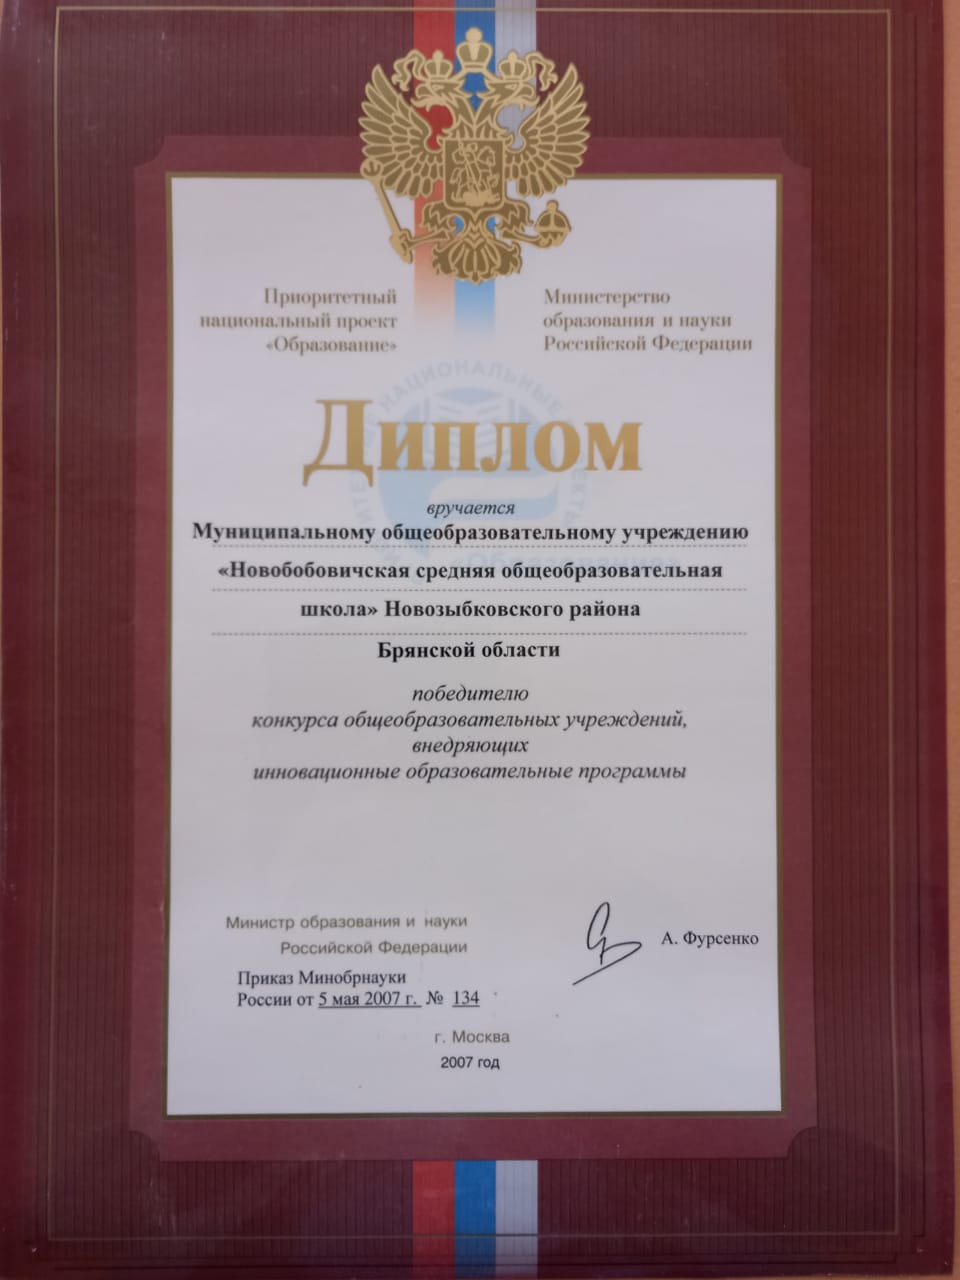 Приоритетный
национальный проект
«Образование»
Министерство
образования и науки
Российской Федерации
Диплом
вручается
Муниципальному общеобразовательному учреждению
«Новобобовичская средняя общеобразовательная
школа» Новозыбковского района
Брянской области
победителю
конкурса общеобразовательных учреждений,
внедряющих
инновационные образовательные программы
Министр образования и науки
Российской Федерации
А. Фурсенко
Приказ Минобрнауки
России от 5 мая 2007 г. № 134
г. Москва
2007 год